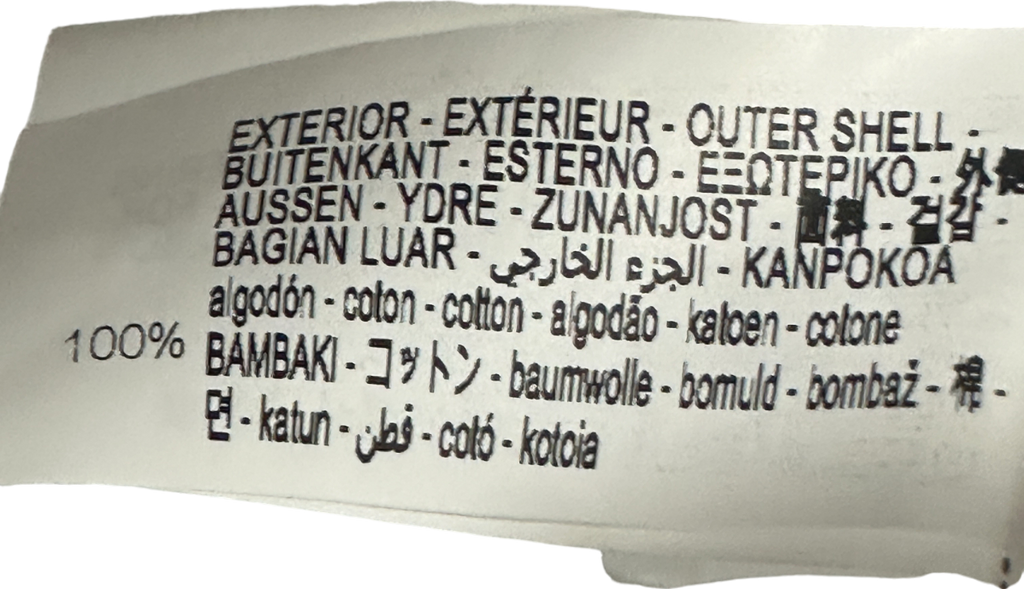 EXTERIOR - EXTÉRIEUR - OUTER SHELL -
BUITENKANT - ESTERNO - ΕΞΩΤΕΡΙΚΟ - 外側
AUSSEN - YDRE - ZUNANJOST - 面料 - 겉감 -
BAGIAN LUAR - الجزء الخارجي - KANPOKOA
algodón - coton - cotton - algodão - katoen - cotone
100% BAMBAKI - コットン - baumwolle - bomuld - bombaž - 棉 -
면 - katun - قطن - cotó - kotoia